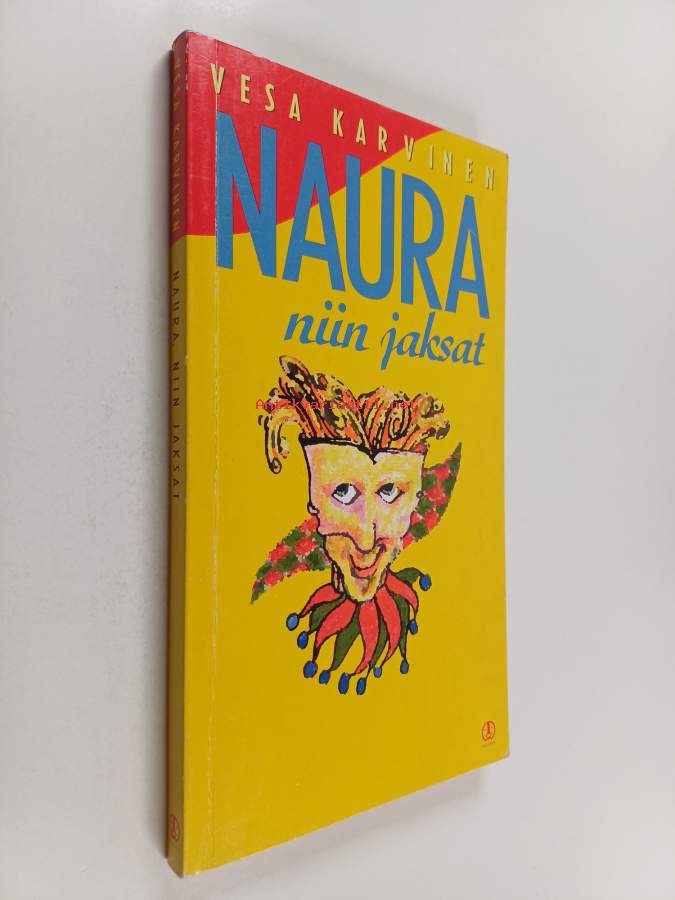 VESA KARVINEN
NAURA
niin jaksat
VESA KARVINEN NAURA NIIN JAKSAT